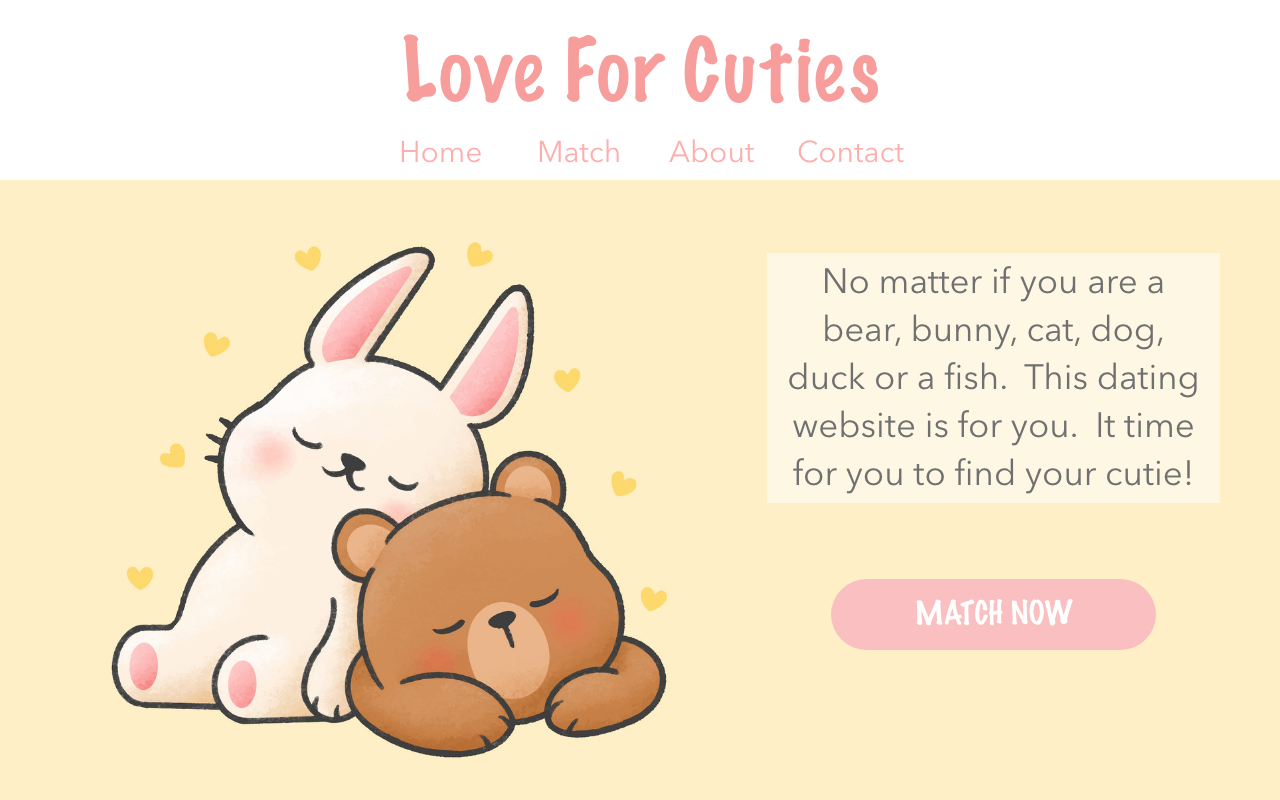 Love For Cuties
Home Match About Contact
No matter if you are a
bear, bunny, cat, dog,
duck or a fish.  This dating
website is for you.  It time
for you to find your cutie!
MATCH NOW